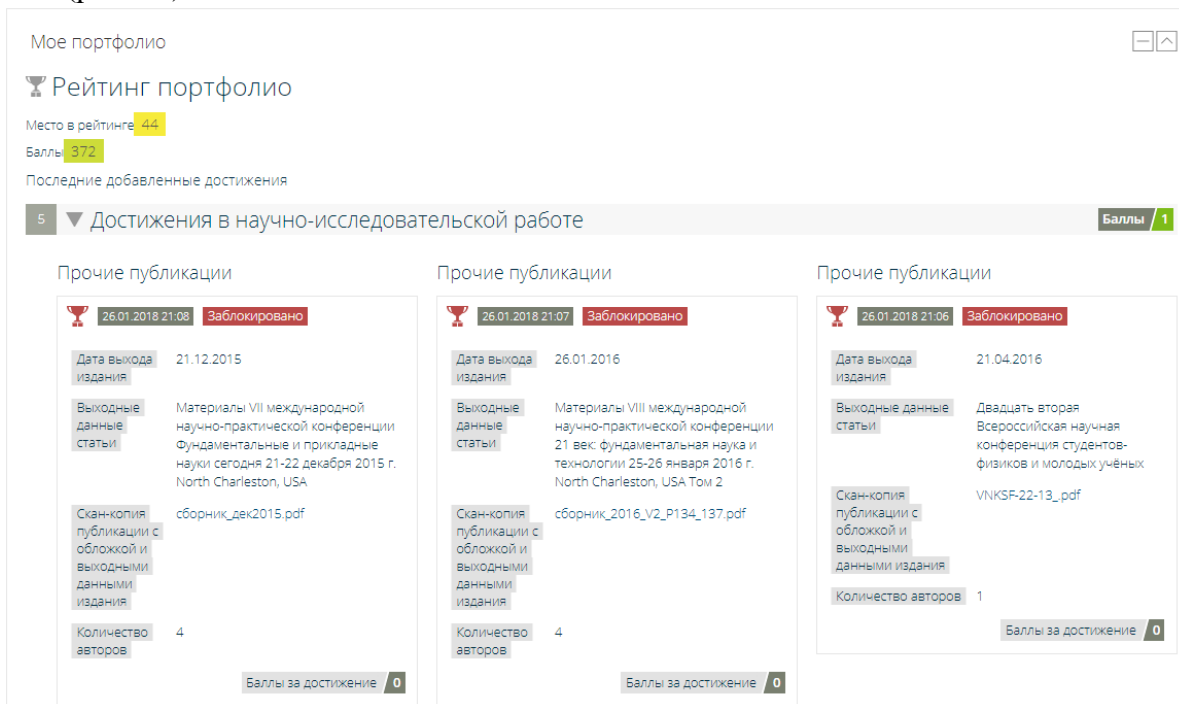 Мое портфолио
Рейтинг портфолио
Место в рейтинге 44
Баллы 372
Последние добавленные достижения
5 Достижения в научно-исследовательской работе Баллы 1
Прочие публикации
26.01.2018 21:08 Заблокировано
Дата выхода издания 21.12.2015
Выходные данные статьи
Материалы VII международной
научно-практической конференции
Фундаментальные и прикладные
науки сегодня 21-22 декабря 2015 г.
North Charleston, USA
Скан-копия сборник_дек2015.pdf
публикации с
обложкой и
выходными
данными
издания
Количество авторов 4
Баллы за достижение 0
Прочие публикации
26.01.2018 21:07 Заблокировано
Дата выхода издания 26.01.2016
Выходные данные статьи
Материалы VIII международной
научно-практической конференции
21 век: фундаментальная наука и
технологии 25-26 января 2016 г.
North Charleston, USA Том 2
Скан-копия сборник_2016_V2_P134_137.pdf
публикации с
обложкой и
выходными
данными
издания
Количество авторов 4
Баллы за достижение 0
Прочие публикации
26.01.2018 21:06 Заблокировано
Дата выхода издания 21.04.2016
Выходные данные статьи
Двадцать вторая
Всероссийская научная
конференция студентов-
физиков и молодых учёных
Скан-копия VNKSF-22-13_.pdf
публикации с
обложкой и
выходными
данными издания
Количество авторов 1
Баллы за достижение 0